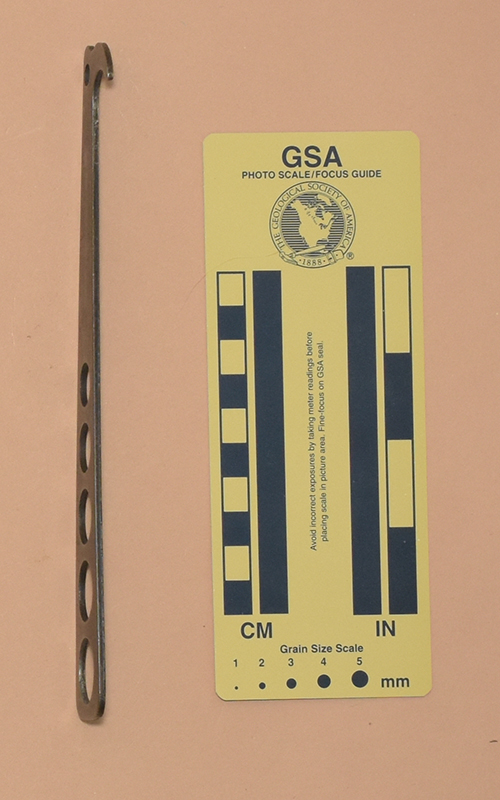 GSA
PHOTO SCALE/FOCUS GUIDE
THE GEOLOGICAL SOCIETY OF AMERICA
· 1888 ·
®
Avoid incorrect exposures by taking meter readings before
placing scale in picture area. Fine-focus on GSA seal.
CM
IN
Grain Size Scale
1 2 3 4 5
mm